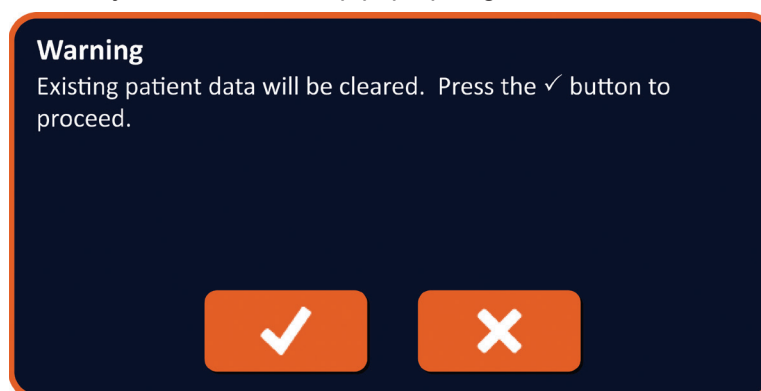 Warning
Existing patient data will be cleared. Press the ✓ button to
proceed.